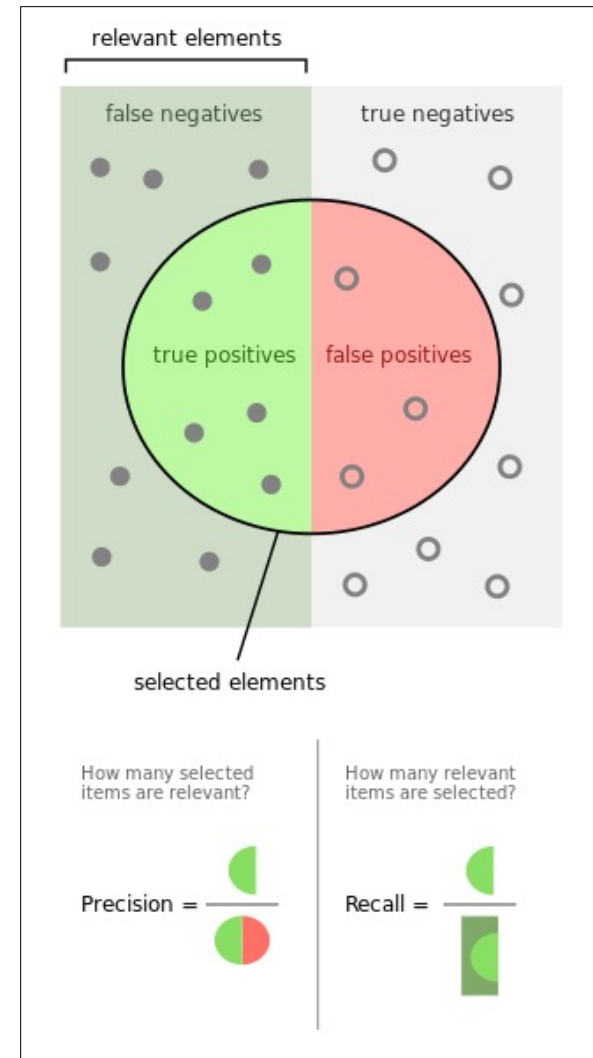 relevant elements
false negatives
true negatives
true positives
false positives
selected elements
How many selected
items are relevant?
How many relevant
items are selected?
Precision =
Recall =